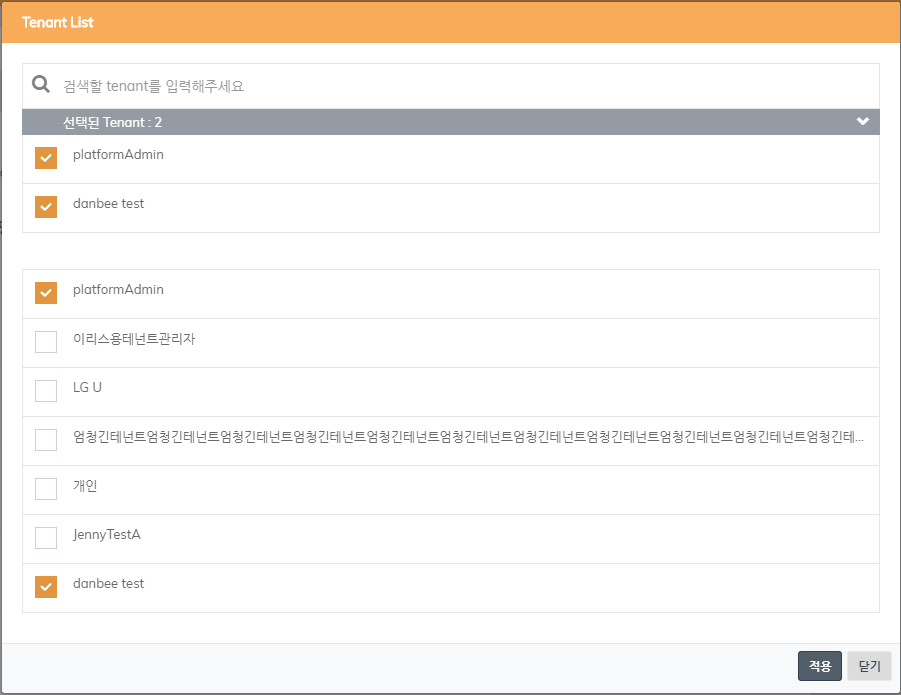 Tenant List
검색할 tenant를 입력해주세요
선택된 Tenant : 2
platformAdmin
danbee test
platformAdmin
이리스용테넌트관리자
LG U
엄청긴테넌트엄청긴테넌트엄청긴테넌트엄청긴테넌트엄청긴테넌트엄청긴테넌트엄청긴테넌트엄청긴테넌트엄청긴테넌트엄청긴테넌트엄청긴테...
개인
JennyTestA
danbee test
적용 닫기